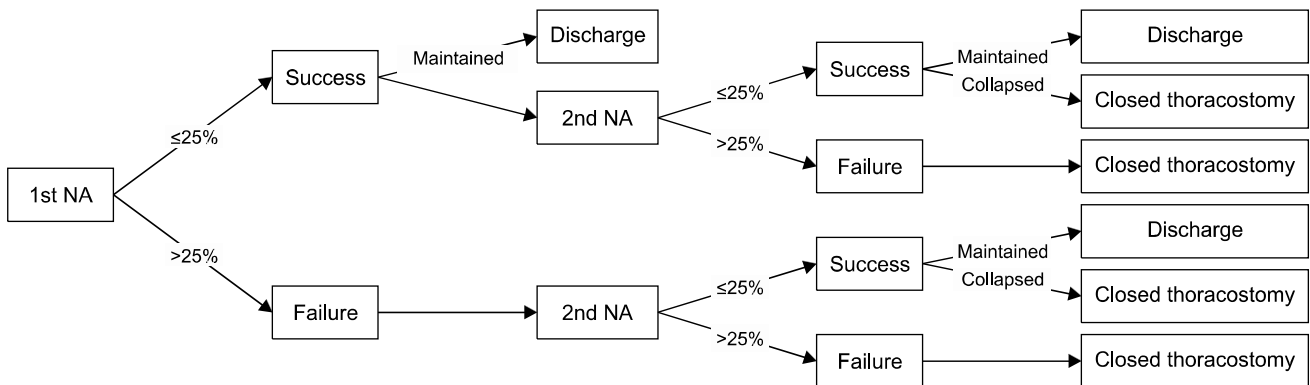 1st NA
≤25%
>25%
Success
Failure
Maintained
Discharge
2nd NA
≤25%
>25%
Success
Failure
Maintained
Collapsed
Discharge
Closed thoracostomy
Closed thoracostomy
2nd NA
≤25%
>25%
Success
Failure
Maintained
Collapsed
Discharge
Closed thoracostomy
Closed thoracostomy